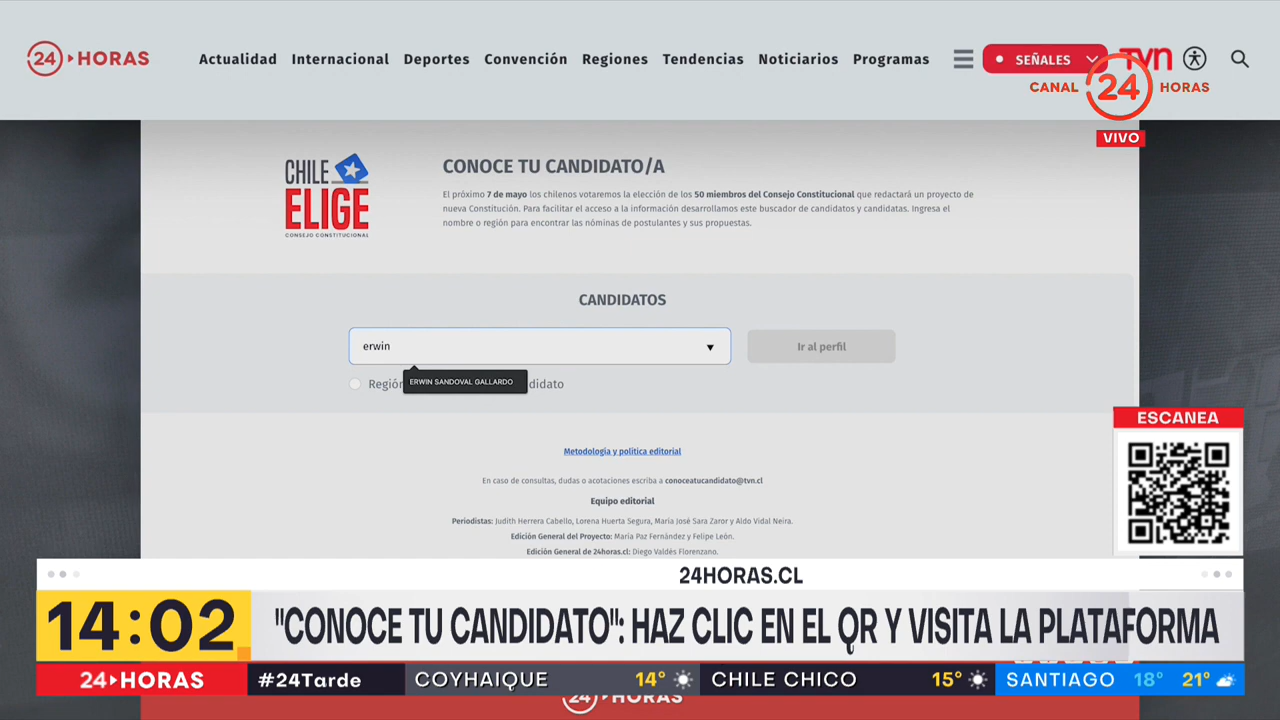 24 HORAS
Actualidad Internacional Deportes Convención Regiones Tendencias Noticiarios Programas
SEÑALES
TVN
CANAL 24 HORAS
VIVO
CHILE
ELIGE
CONSEJO CONSTITUCIONAL
CONOCE TU CANDIDATO/A
El próximo 7 de mayo los chilenos votaremos la elección de los 50 miembros del Consejo Constitucional que redactará un proyecto de
nueva Constitución. Para facilitar el acceso a la información desarrollamos este buscador de candidatos y candidatas. Ingresa el
nombre o región para encontrar las nóminas de postulantes y sus propuestas.
CANDIDATOS
erwin
Ir al perfil
ERWIN SANDOVAL GALLARDO
ESCANEA
Metodología y política editorial
En caso de consultas, dudas o acotaciones escriba a conoceatucandidato@tvn.cl
Equipo editorial
Periodistas: Judith Herrera Cabello, Lorena Huerta Segura, María José Sara Zaror y Aldo Vidal Neira.
Edición General del Proyecto: María Paz Fernández y Felipe León.
Edición General de 24horas.cl: Diego Valdés Florenzano.
24HORAS.CL
14:02
"CONOCE TU CANDIDATO": HAZ CLIC EN EL QR Y VISITA LA PLATAFORMA
24 HORAS
#24Tarde
COYHAIQUE 14°
CHILE CHICO 15°
SANTIAGO 18° 21°
24 HORAS